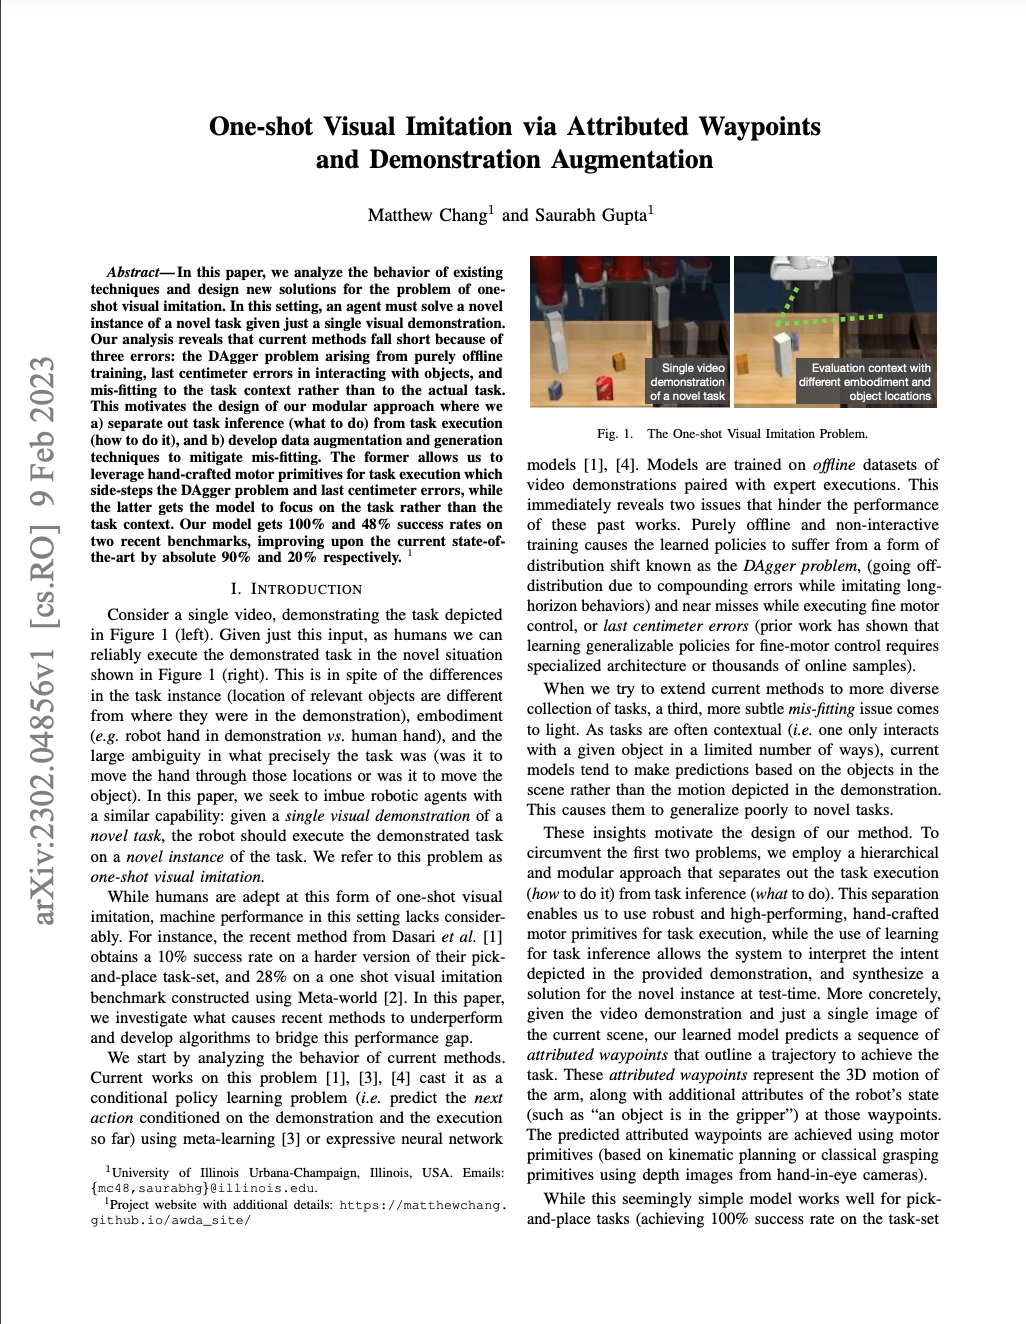 One-shot Visual Imitation via Attributed Waypoints
and Demonstration Augmentation
Matthew Chang1 and Saurabh Gupta1
arXiv:2302.04856v1 [cs.RO] 9 Feb 2023
Abstract—In this paper, we analyze the behavior of existing
techniques and design new solutions for the problem of one-
shot visual imitation. In this setting, an agent must solve a novel
instance of a novel task given just a single visual demonstration.
Our analysis reveals that current methods fall short because of
three errors: the DAgger problem arising from purely offline
training, last centimeter errors in interacting with objects, and
mis-fitting to the task context rather than to the actual task.
This motivates the design of our modular approach where we
a) separate out task inference (what to do) from task execution
(how to do it), and b) develop data augmentation and generation
techniques to mitigate mis-fitting. The former allows us to
leverage hand-crafted motor primitives for task execution which
side-steps the DAgger problem and last centimeter errors, while
the latter gets the model to focus on the task rather than the
task context. Our model gets 100% and 48% success rates on
two recent benchmarks, improving upon the current state-of-
the-art by absolute 90% and 20% respectively. 1
I. INTRODUCTION
Consider a single video, demonstrating the task depicted
in Figure 1 (left). Given just this input, as humans we can
reliably execute the demonstrated task in the novel situation
shown in Figure 1 (right). This is in spite of the differences
in the task instance (location of relevant objects are different
from where they were in the demonstration), embodiment
(e.g. robot hand in demonstration vs. human hand), and the
large ambiguity in what precisely the task was (was it to
move the hand through those locations or was it to move the
object). In this paper, we seek to imbue robotic agents with
a similar capability: given a single visual demonstration of a
novel task, the robot should execute the demonstrated task
on a novel instance of the task. We refer to this problem as
one-shot visual imitation.
While humans are adept at this form of one-shot visual
imitation, machine performance in this setting lacks consider-
ably. For instance, the recent method from Dasari et al. [1]
obtains a 10% success rate on a harder version of their pick-
and-place task-set, and 28% on a one shot visual imitation
benchmark constructed using Meta-world [2]. In this paper,
we investigate what causes recent methods to underperform
and develop algorithms to bridge this performance gap.
We start by analyzing the behavior of current methods.
Current works on this problem [1], [3], [4] cast it as a
conditional policy learning problem (i.e. predict the next
action conditioned on the demonstration and the execution
so far) using meta-learning [3] or expressive neural network
1University of Illinois Urbana-Champaign, Illinois, USA. Emails:
{mc48,saurabhg}@illinois.edu.
1Project website with additional details: https://matthewchang.
github.io/awda_site/
Single video
demonstration
of a novel task
Evaluation context with
different embodiment and
object locations
Fig. 1. The One-shot Visual Imitation Problem.
models [1], [4]. Models are trained on offline datasets of
video demonstrations paired with expert executions. This
immediately reveals two issues that hinder the performance
of these past works. Purely offline and non-interactive
training causes the learned policies to suffer from a form of
distribution shift known as the DAgger problem, (going off-
distribution due to compounding errors while imitating long-
horizon behaviors) and near misses while executing fine motor
control, or last centimeter errors (prior work has shown that
learning generalizable policies for fine-motor control requires
specialized architecture or thousands of online samples).
When we try to extend current methods to more diverse
collection of tasks, a third, more subtle mis-fitting issue comes
to light. As tasks are often contextual (i.e. one only interacts
with a given object in a limited number of ways), current
models tend to make predictions based on the objects in the
scene rather than the motion depicted in the demonstration.
This causes them to generalize poorly to novel tasks.
These insights motivate the design of our method. To
circumvent the first two problems, we employ a hierarchical
and modular approach that separates out the task execution
(how to do it) from task inference (what to do). This separation
enables us to use robust and high-performing, hand-crafted
motor primitives for task execution, while the use of learning
for task inference allows the system to interpret the intent
depicted in the provided demonstration, and synthesize a
solution for the novel instance at test-time. More concretely,
given the video demonstration and just a single image of
the current scene, our learned model predicts a sequence of
attributed waypoints that outline a trajectory to achieve the
task. These attributed waypoints represent the 3D motion of
the arm, along with additional attributes of the robot's state
(such as “an object is in the gripper”) at those waypoints.
The predicted attributed waypoints are achieved using motor
primitives (based on kinematic planning or classical grasping
primitives using depth images from hand-in-eye cameras).
While this seemingly simple model works well for pick-
and-place tasks (achieving 100% success rate on the task-set